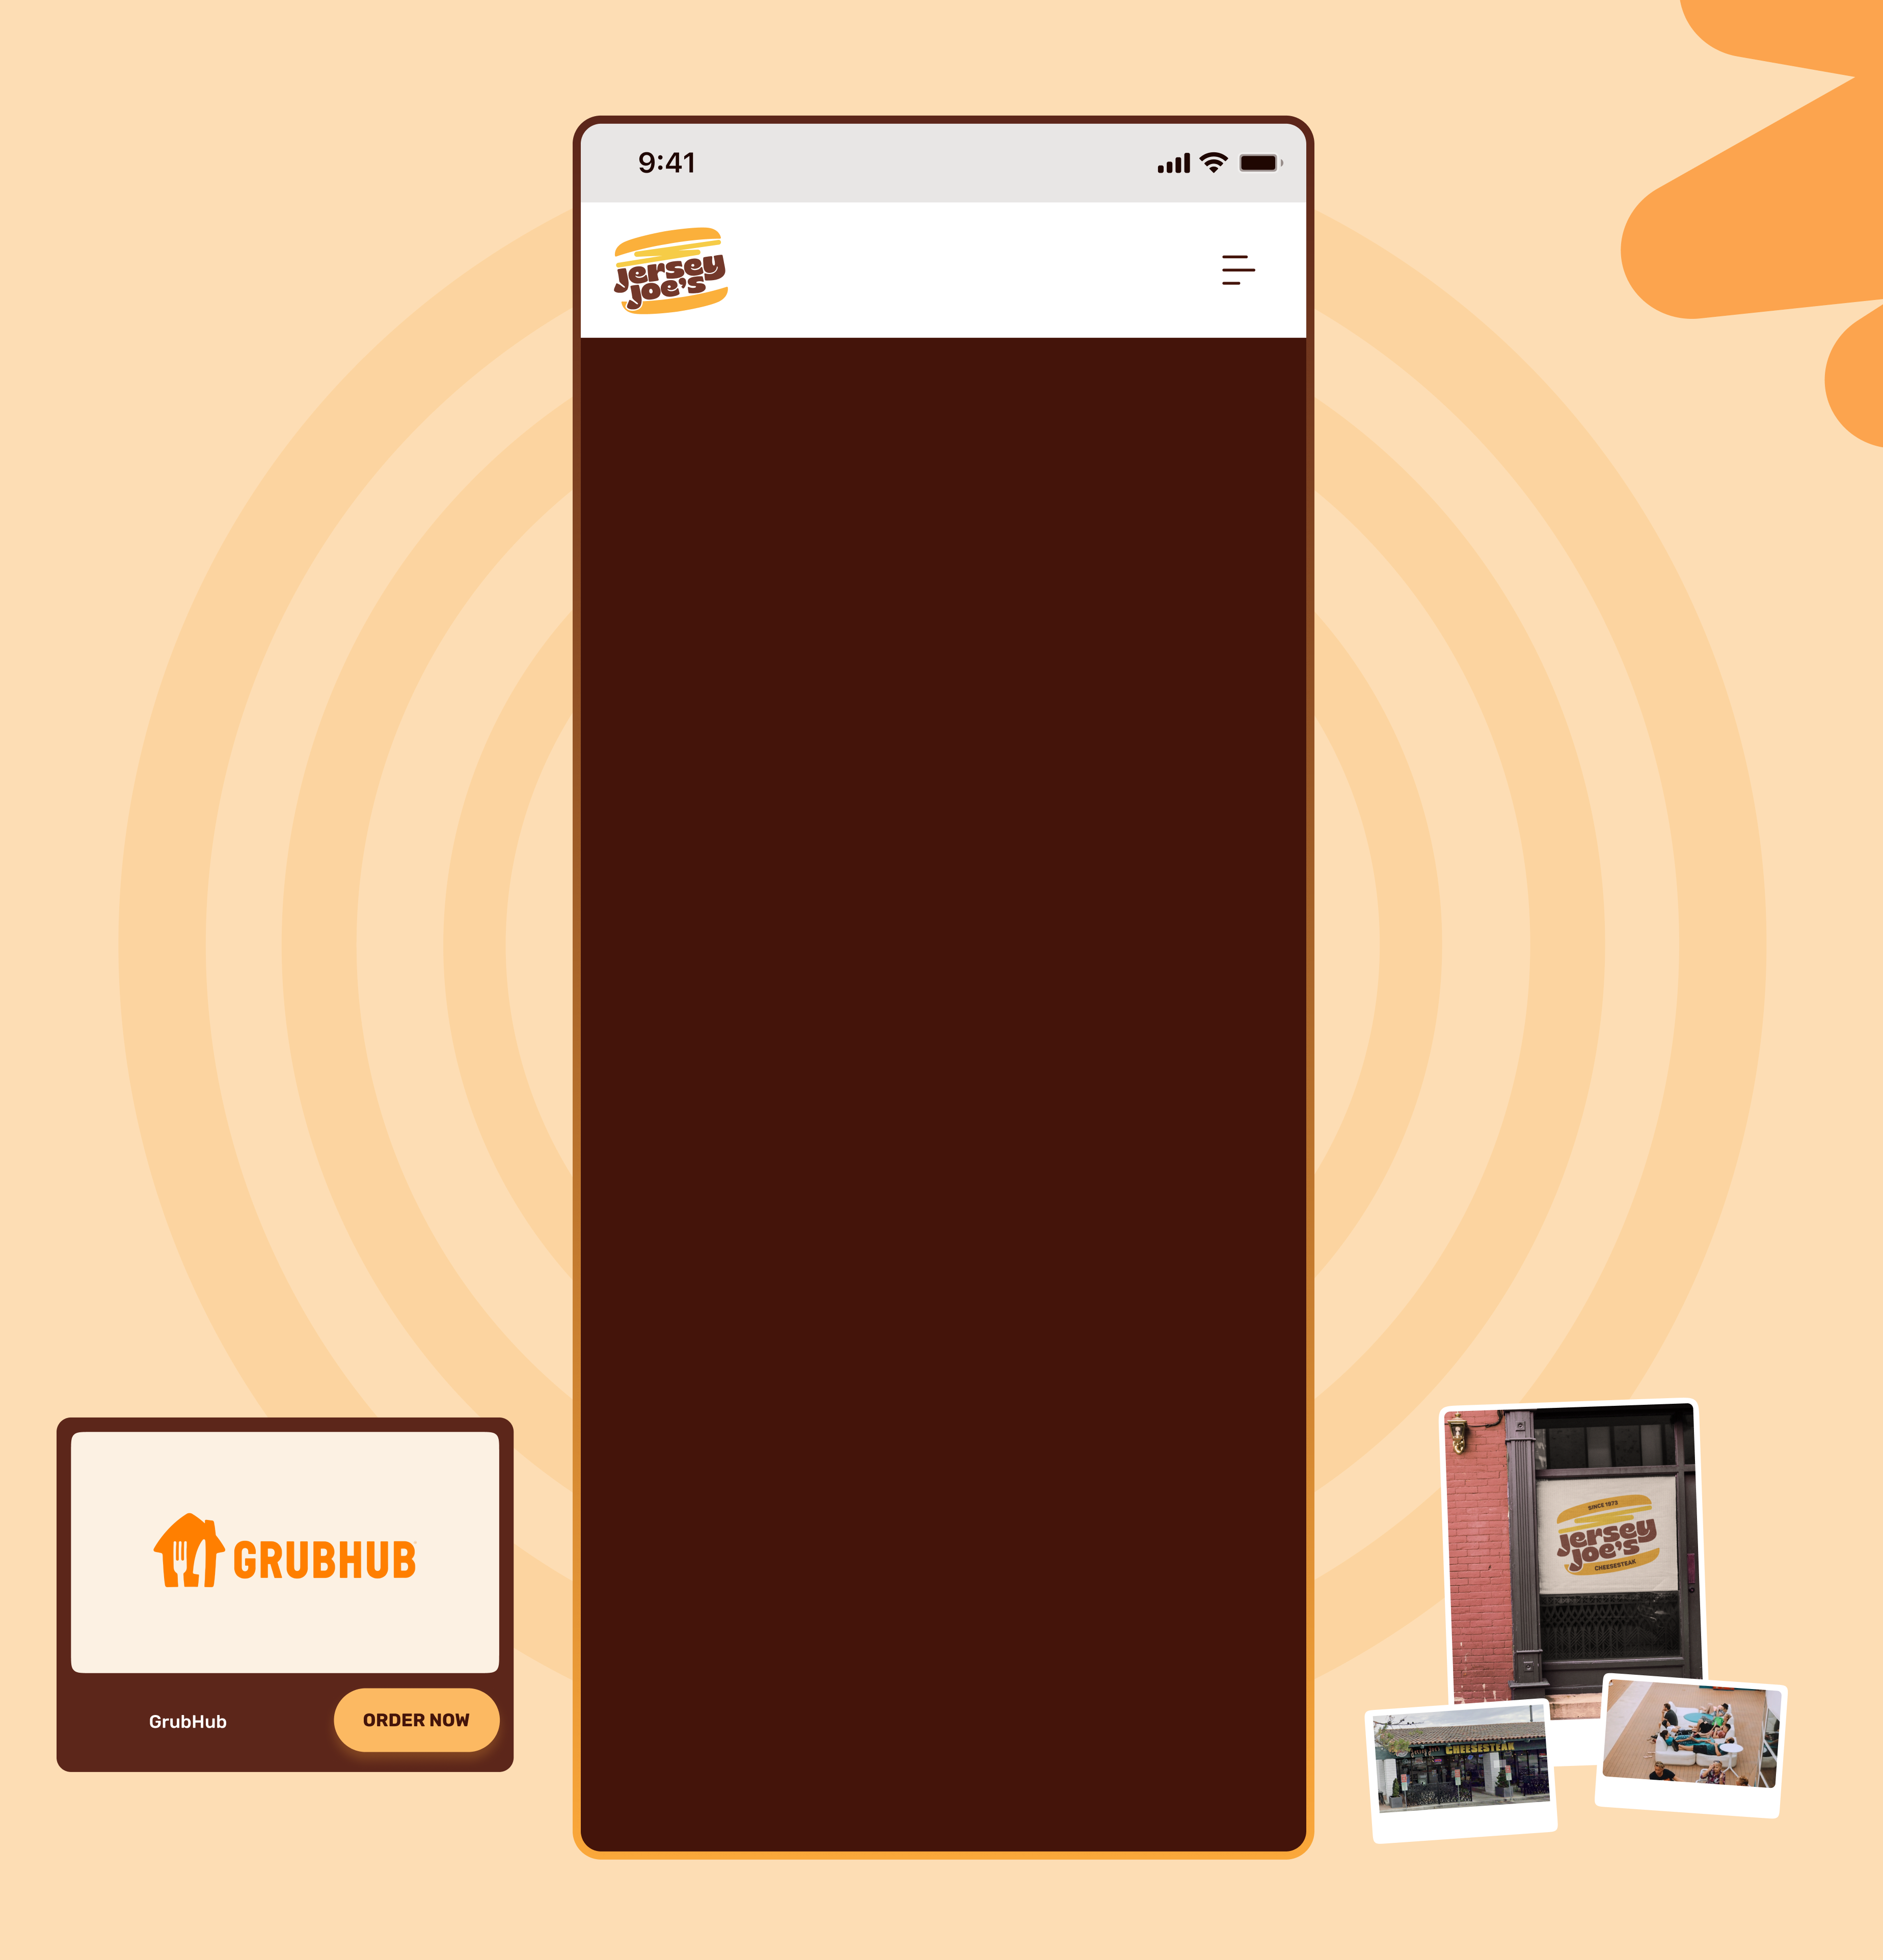 9:41
jersey
joe's
GRUBHUB
GrubHub
ORDER NOW
SINCE 1973
jersey
joe's
CHEESESTEAK
CHEESESTEAK